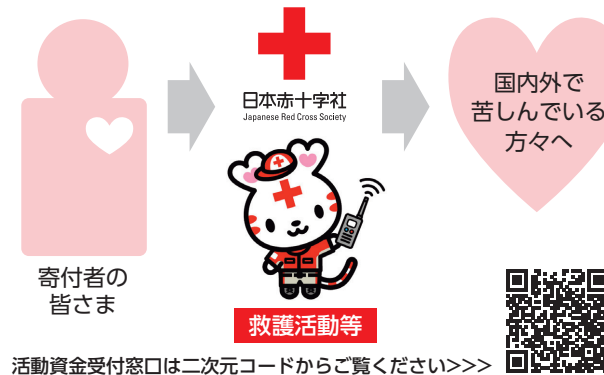 日本赤十字社
Japanese Red Cross Society
国内外で
苦しんでいる
方々へ
寄付者の
皆さま
救護活動等
活動資金受付窓口は二次元コードからご覧ください>>>